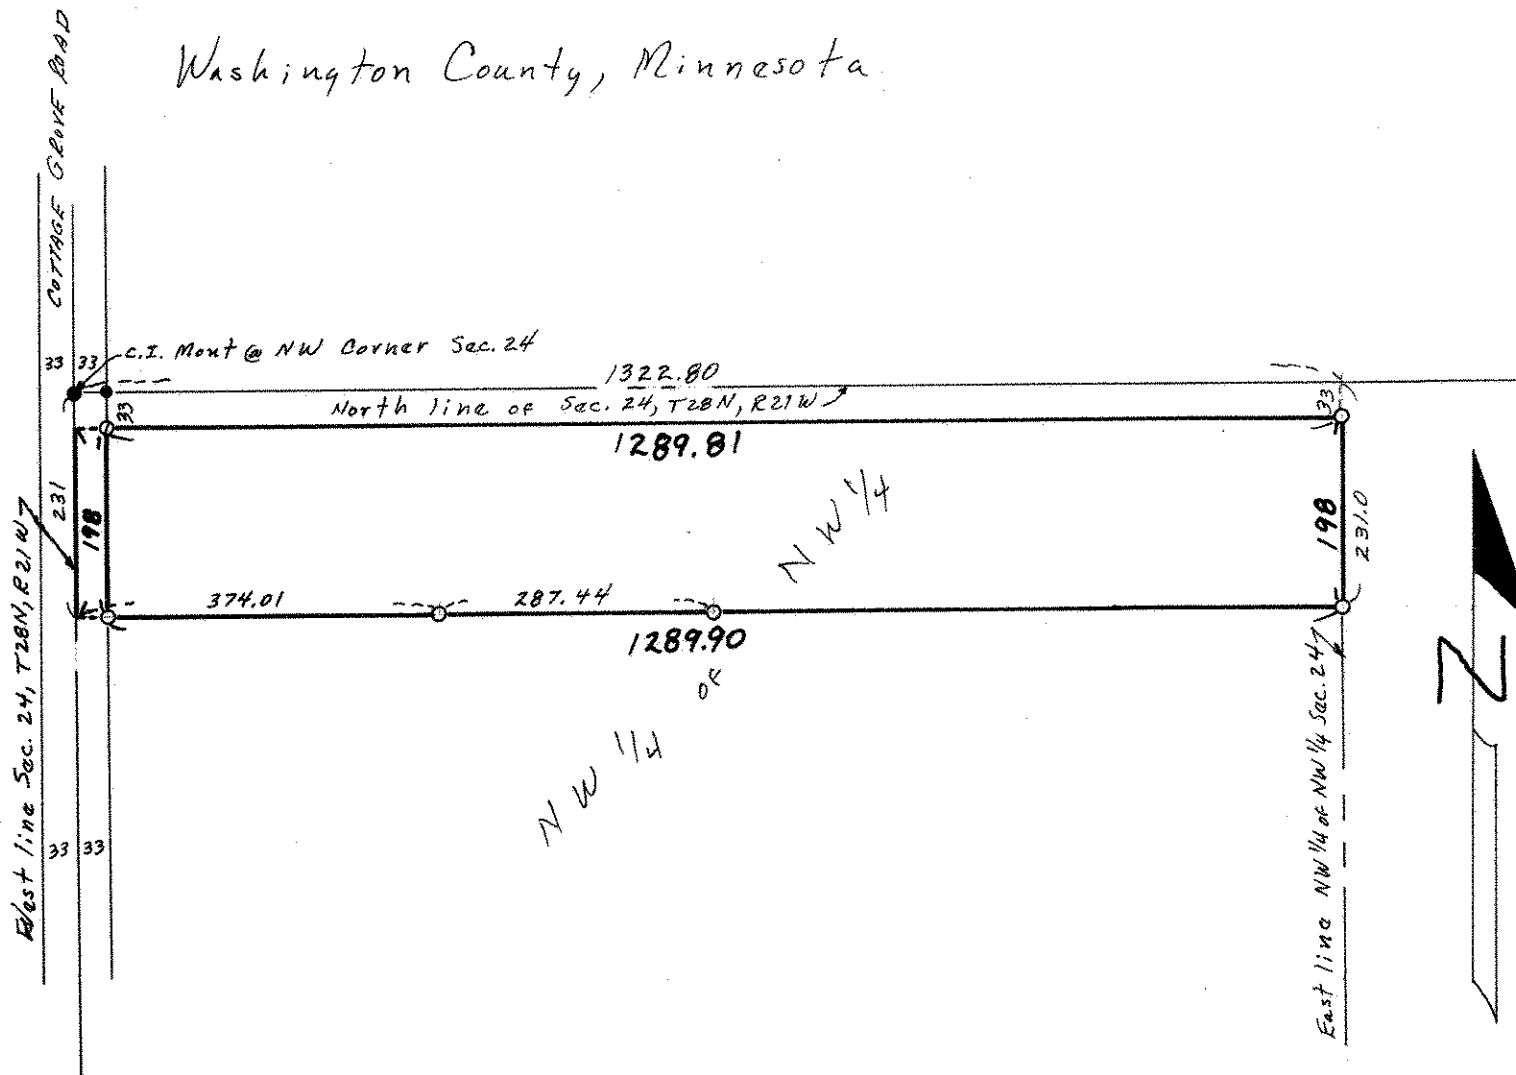 Washington County, Minnesota
COTTAGE GROVE ROAD
33 33
C.I. Mont @ NW Corner Sec. 24
1322.80
North line of Sec. 24, T28N, R21W
33
33
1289.81
231
198
NW 1/4
198
231.0
374.01
287.44
1289.90
of
NW 1/4
West line Sec. 24, T28N, R21W
33 33
East line NW 1/4 of NW 1/4 Sec. 24
N